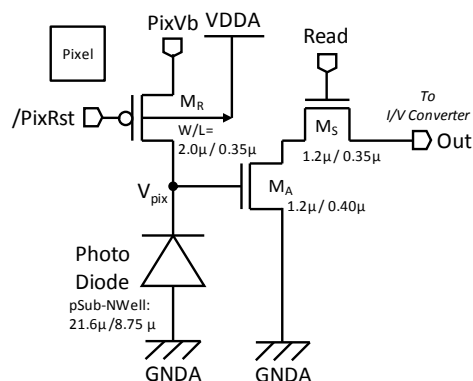 Pixel
PixVb
VDDA
Read
/PixRst
M_R
W/L=
2.0μ/ 0.35μ
To
I/V Converter
Out
M_S
1.2μ/ 0.35μ
V_pix
M_A
1.2μ/ 0.40μ
Photo
Diode
pSub-NWell:
21.6μ/8.75 μ
GNDA
GNDA